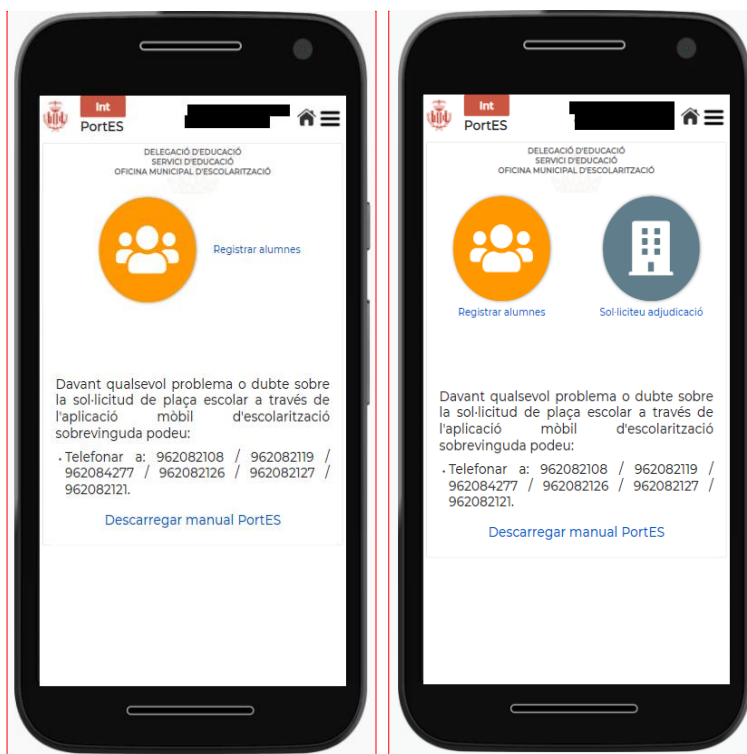 Int
PortES
DELEGACIÓ D'EDUCACIÓ
SERVICI D'EDUCACIÓ
OFICINA MUNICIPAL D'ESCOLARITZACIÓ
Registrar alumnes
Davant qualsevol problema o dubte sobre
la sol·licitud de plaça escolar a través de
l'aplicació mòbil d'escolarització
sobrevinguda podeu:
• Telefonar a: 962082108 / 962082119 /
962084277 / 962082126 / 962082127 /
962082121.
Descarregar manual PortES
Int
PortES
DELEGACIÓ D'EDUCACIÓ
SERVICI D'EDUCACIÓ
OFICINA MUNICIPAL D'ESCOLARITZACIÓ
Registrar alumnes
Sol·liciteu adjudicació
Davant qualsevol problema o dubte sobre
la sol·licitud de plaça escolar a través de
l'aplicació mòbil d'escolarització
sobrevinguda podeu:
• Telefonar a: 962082108 / 962082119 /
962084277 / 962082126 / 962082127 /
962082121.
Descarregar manual PortES